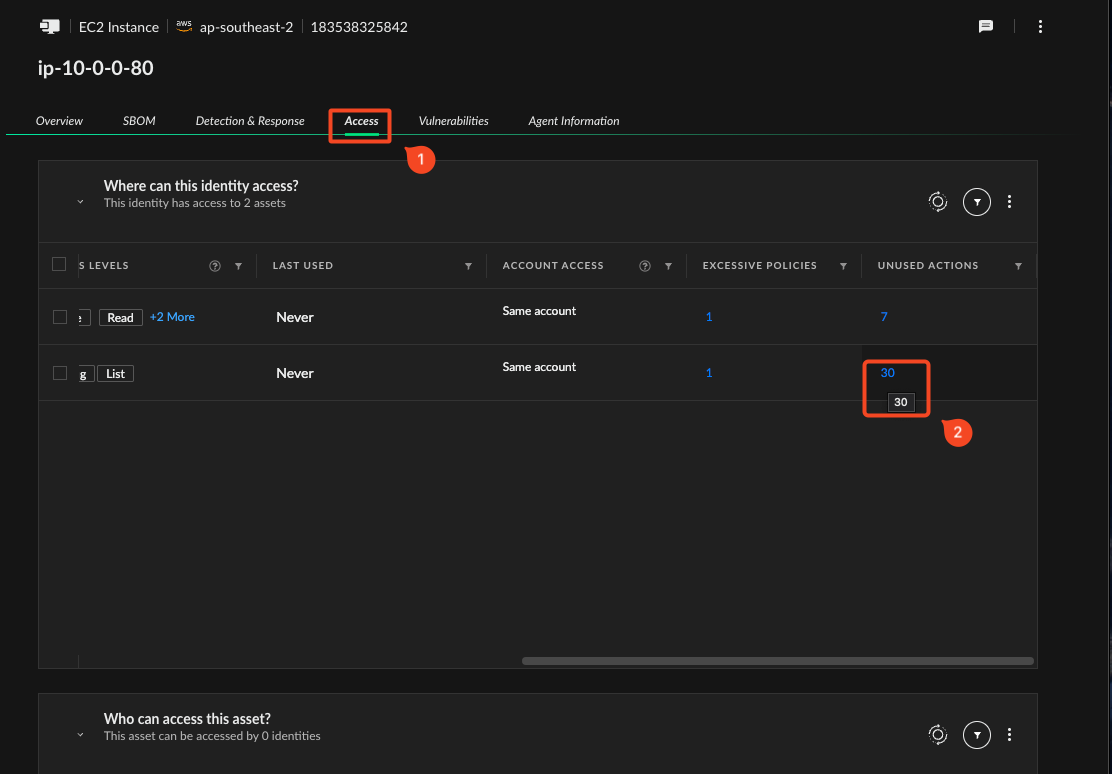 EC2 Instance aws ap-southeast-2 183538325842
ip-10-0-0-80
Overview SBOM Detection & Response Access Vulnerabilities Agent Information
1
Where can this identity access?
This identity has access to 2 assets
S LEVELS ? LAST USED ACCOUNT ACCESS ? EXCESSIVE POLICIES UNUSED ACTIONS
e Read +2 More Never Same account 1 7
g List Never Same account 1 30
30
2
Who can access this asset?
This asset can be accessed by 0 identities